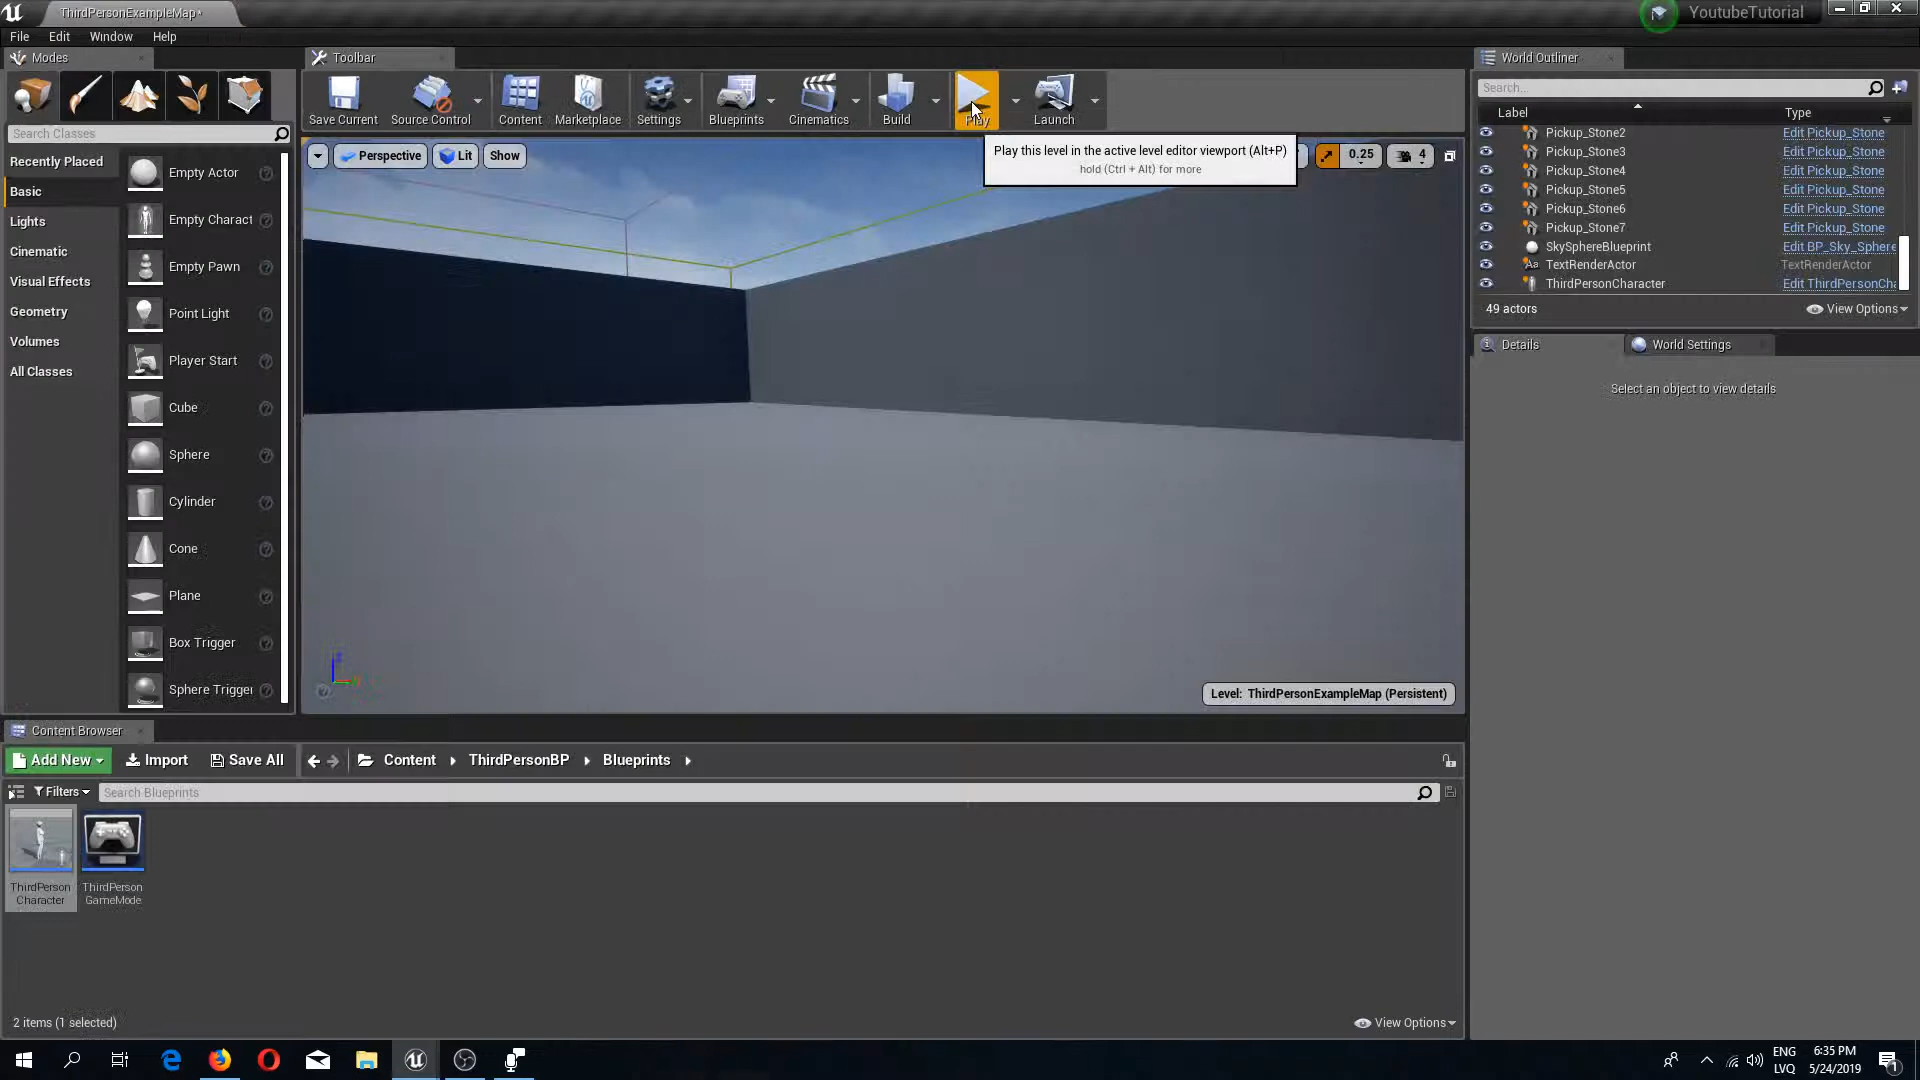 ThirdPersonExampleMap*
YoutubeTutorial
File Edit Window Help
Modes
Toolbar
World Outliner
Save Current
Source Control
Content
Marketplace
Settings
Blueprints
Cinematics
Build
Play
Launch
Search...
Label Type
Search Classes
Recently Placed
Basic
Lights
Cinematic
Visual Effects
Geometry
Volumes
All Classes
Empty Actor
Empty Charact
Empty Pawn
Point Light
Player Start
Cube
Sphere
Cylinder
Cone
Plane
Box Trigger
Sphere Trigger
Perspective
Lit
Show
Play this level in the active level editor viewport (Alt+P)
hold (Ctrl + Alt) for more
0.25
4
Level: ThirdPersonExampleMap (Persistent)
Pickup_Stone2 Edit Pickup_Stone
Pickup_Stone3 Edit Pickup_Stone
Pickup_Stone4 Edit Pickup_Stone
Pickup_Stone5 Edit Pickup_Stone
Pickup_Stone6 Edit Pickup_Stone
Pickup_Stone7 Edit Pickup_Stone
SkySphereBlueprint Edit BP_Sky_Sphere
TextRenderActor TextRenderActor
ThirdPersonCharacter Edit ThirdPersonCha
49 actors
View Options
Details
World Settings
Select an object to view details
Content Browser
Add New
Import
Save All
Content
ThirdPersonBP
Blueprints
Filters
Search Blueprints
ThirdPerson
Character
ThirdPerson
GameMode
2 items (1 selected)
View Options
ENG
LVQ
6:35 PM
5/24/2019
1